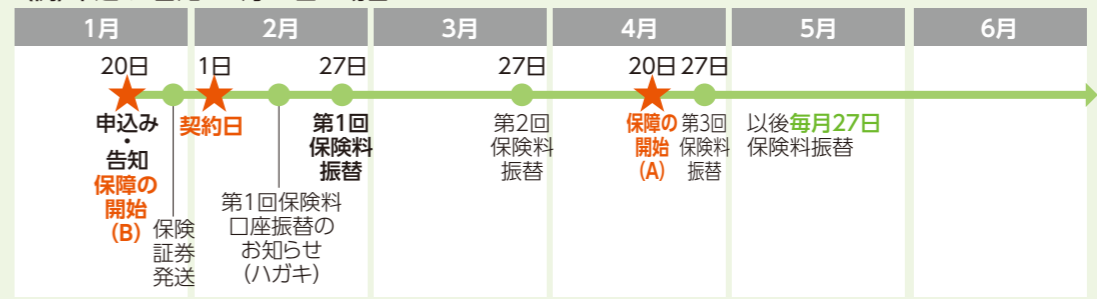 1月
2月
3月
4月
5月
6月
20日
1日
27日
27日
20日
27日
申込み
・
告知
保障の
開始
(B)
保険
証券
発送
契約日
第1回保険料
口座振替の
お知らせ
(ハガキ)
第1回
保険料
振替
第2回
保険料
振替
保障の
開始
(A)
第3回
保険料
振替
以後毎月27日
保険料振替